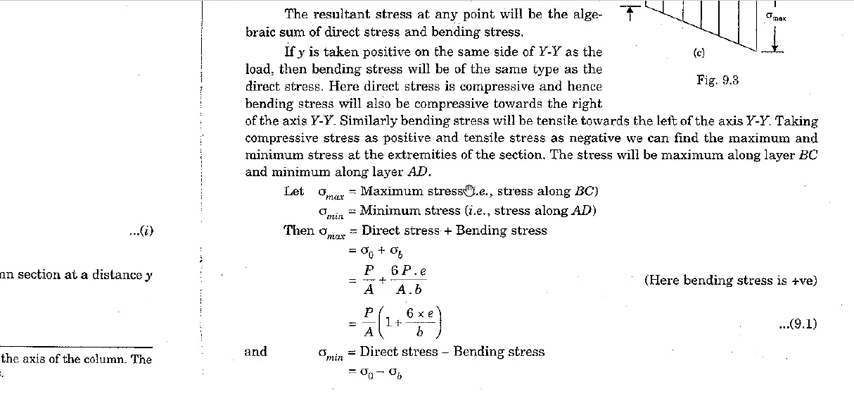 The resultant stress at any point will be the alge-
braic sum of direct stress and bending stress.
If y is taken positive on the same side of Y-Y as the
load, then bending stress will be of the same type as the
direct stress. Here direct stress is compressive and hence
bending stress will also be compressive towards the right
of the axis Y-Y. Similarly bending stress will be tensile towards the left of the axis Y-Y. Taking
compressive stress as positive and tensile stress as negative we can find the maximum and
minimum stress at the extremities of the section. The stress will be maximum along layer BC
and minimum along layer AD.
σmax
(c)
Fig. 9.3
Let σmax = Maximum stress i.e., stress along BC)
σmin = Minimum stress (i.e., stress along AD)
Then σmax = Direct stress + Bending stress
= σ0 + σb
= P/A + 6P.e/A.b (Here bending stress is +ve)
= P/A (1 + 6 × e/b) ...(9.1)
and σmin = Direct stress – Bending stress
= σ0 – σb
...(i)
section at a distance y
the axis of the column. The